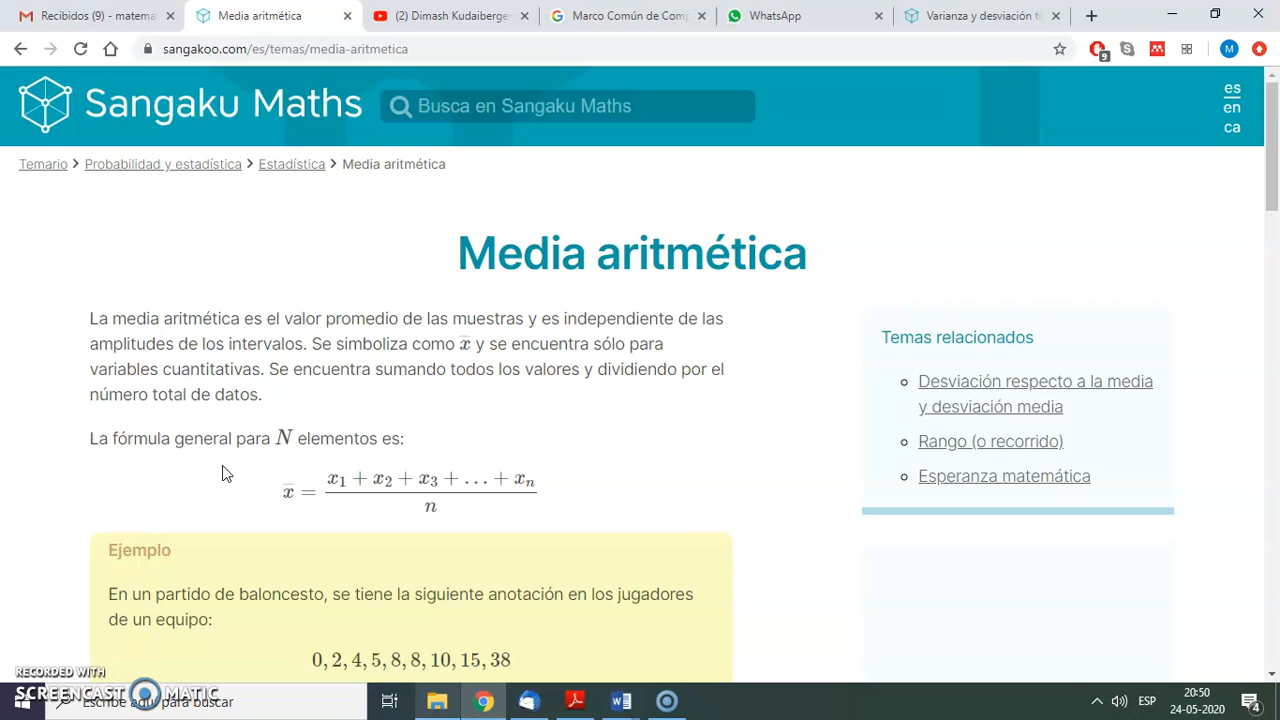 Recibidos (9) - matema
Media aritmética
(2) Dimash Kudaiberge
Marco Común de Comp
WhatsApp
Varianza y desviación tí
sangakoo.com/es/temas/media-aritmetica
9
M
Sangaku Maths
Busca en Sangaku Maths
es
en
ca
Temario > Probabilidad y estadística > Estadística > Media aritmética
Media aritmética
La media aritmética es el valor promedio de las muestras y es independiente de las
amplitudes de los intervalos. Se simboliza como x̅ y se encuentra sólo para
variables cuantitativas. Se encuentra sumando todos los valores y dividiendo por el
número total de datos.
La fórmula general para N elementos es:
x̅ = (x₁ + x₂ + x₃ + … + xₙ) / n
Ejemplo
En un partido de baloncesto, se tiene la siguiente anotación en los jugadores
de un equipo:
0, 2, 4, 5, 8, 8, 10, 15, 38
Temas relacionados
Desviación respecto a la media
y desviación media
Rango (o recorrido)
Esperanza matemática
RECORDED WITH
SCREENCAST MATIC
Escribe aquí para buscar
ESP
20:50
24-05-2020
4